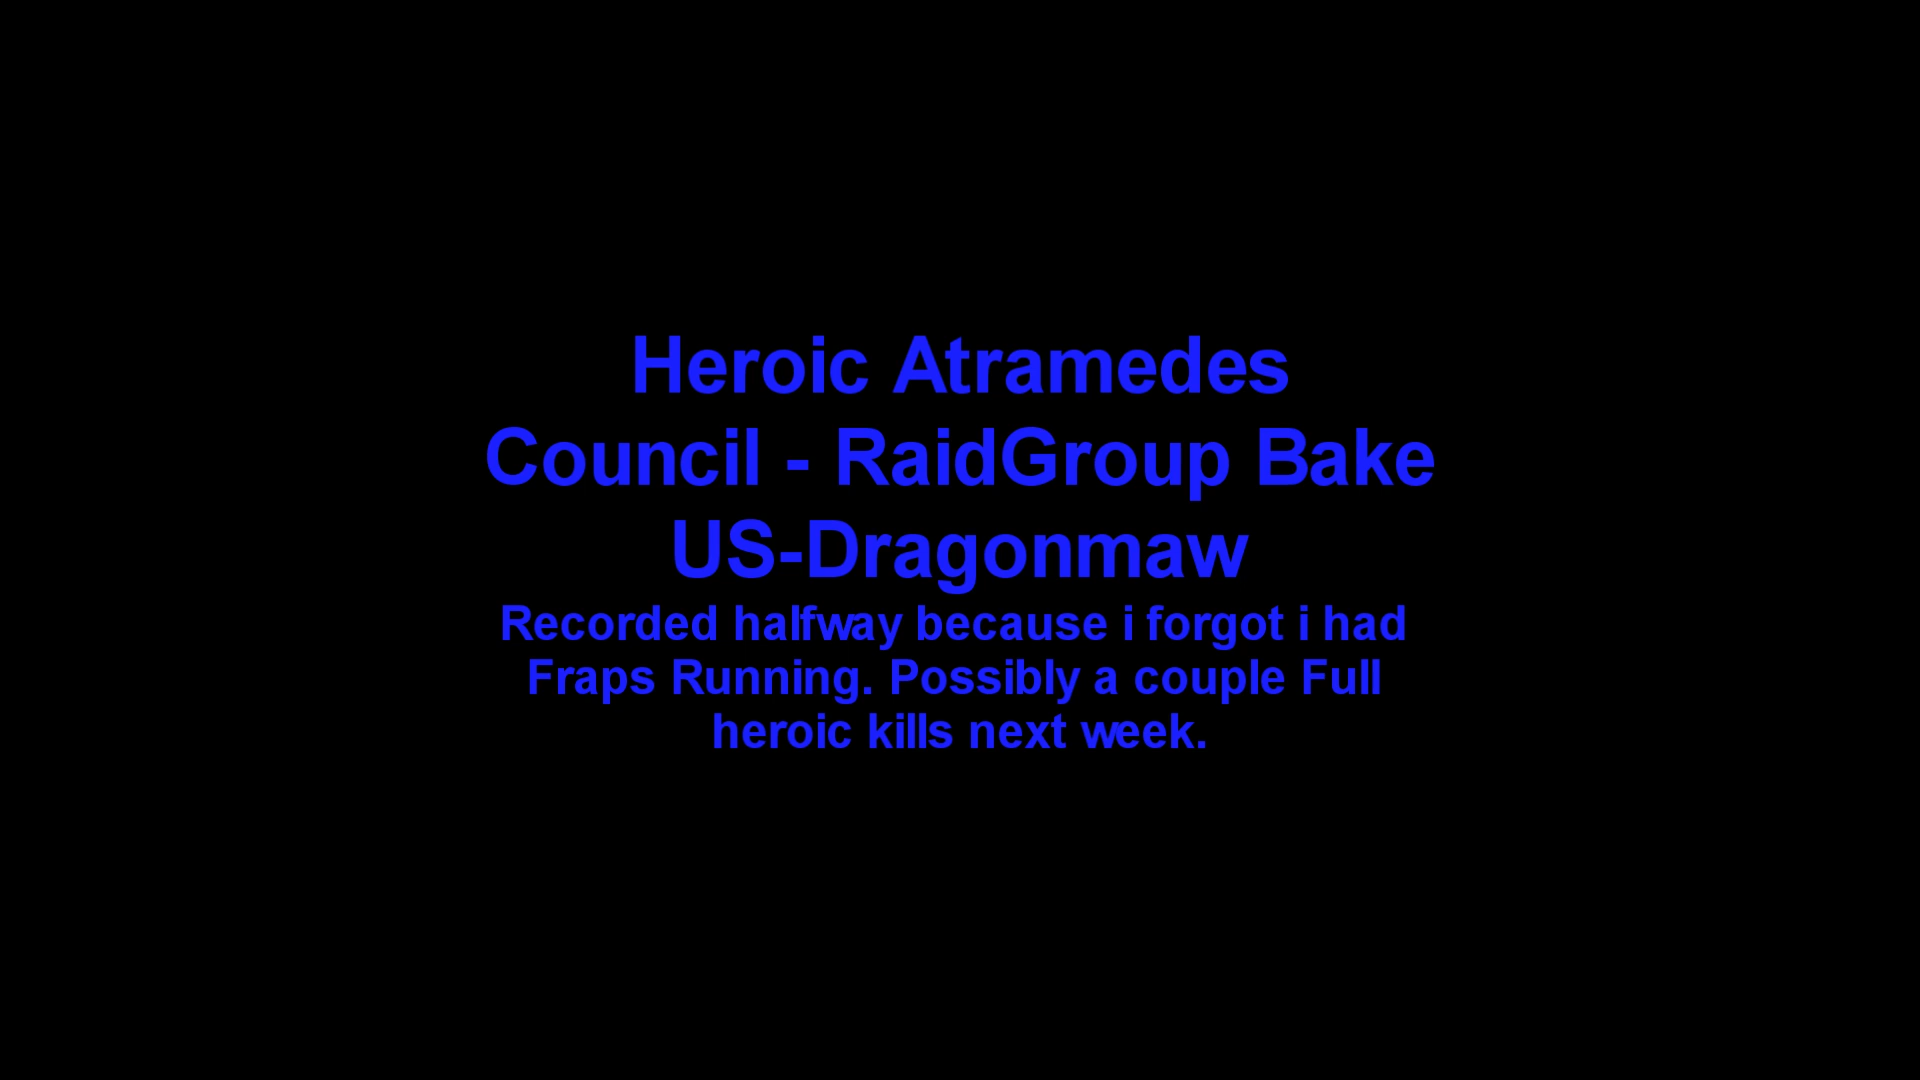 Heroic Atramedes
Council - RaidGroup Bake
US-Dragonmaw
Recorded halfway because i forgot i had
Fraps Running. Possibly a couple Full
heroic kills next week.